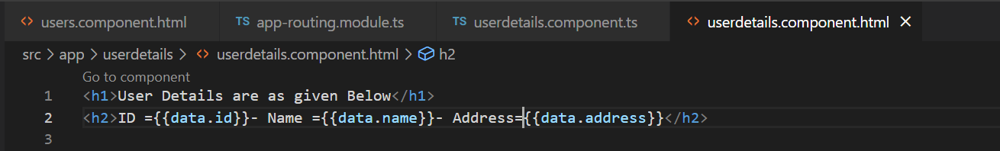 users.component.html TS app-routing.module.ts TS userdetails.component.ts userdetails.component.html
src > app > userdetails > userdetails.component.html > h2
Go to component
1 <h1>User Details are as given Below</h1>
2 <h2>ID ={{data.id}}- Name ={{data.name}}- Address={{data.address}}</h2>
3